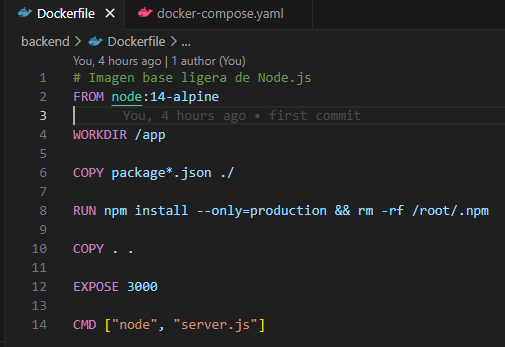 Dockerfile docker-compose.yaml
backend > Dockerfile > ...
You, 4 hours ago | 1 author (You)
1 # Imagen base ligera de Node.js
2 FROM node:14-alpine
3 You, 4 hours ago • first commit
4 WORKDIR /app
5
6 COPY package*.json ./
7
8 RUN npm install --only=production && rm -rf /root/.npm
9
10 COPY . .
11
12 EXPOSE 3000
13
14 CMD ["node", "server.js"]